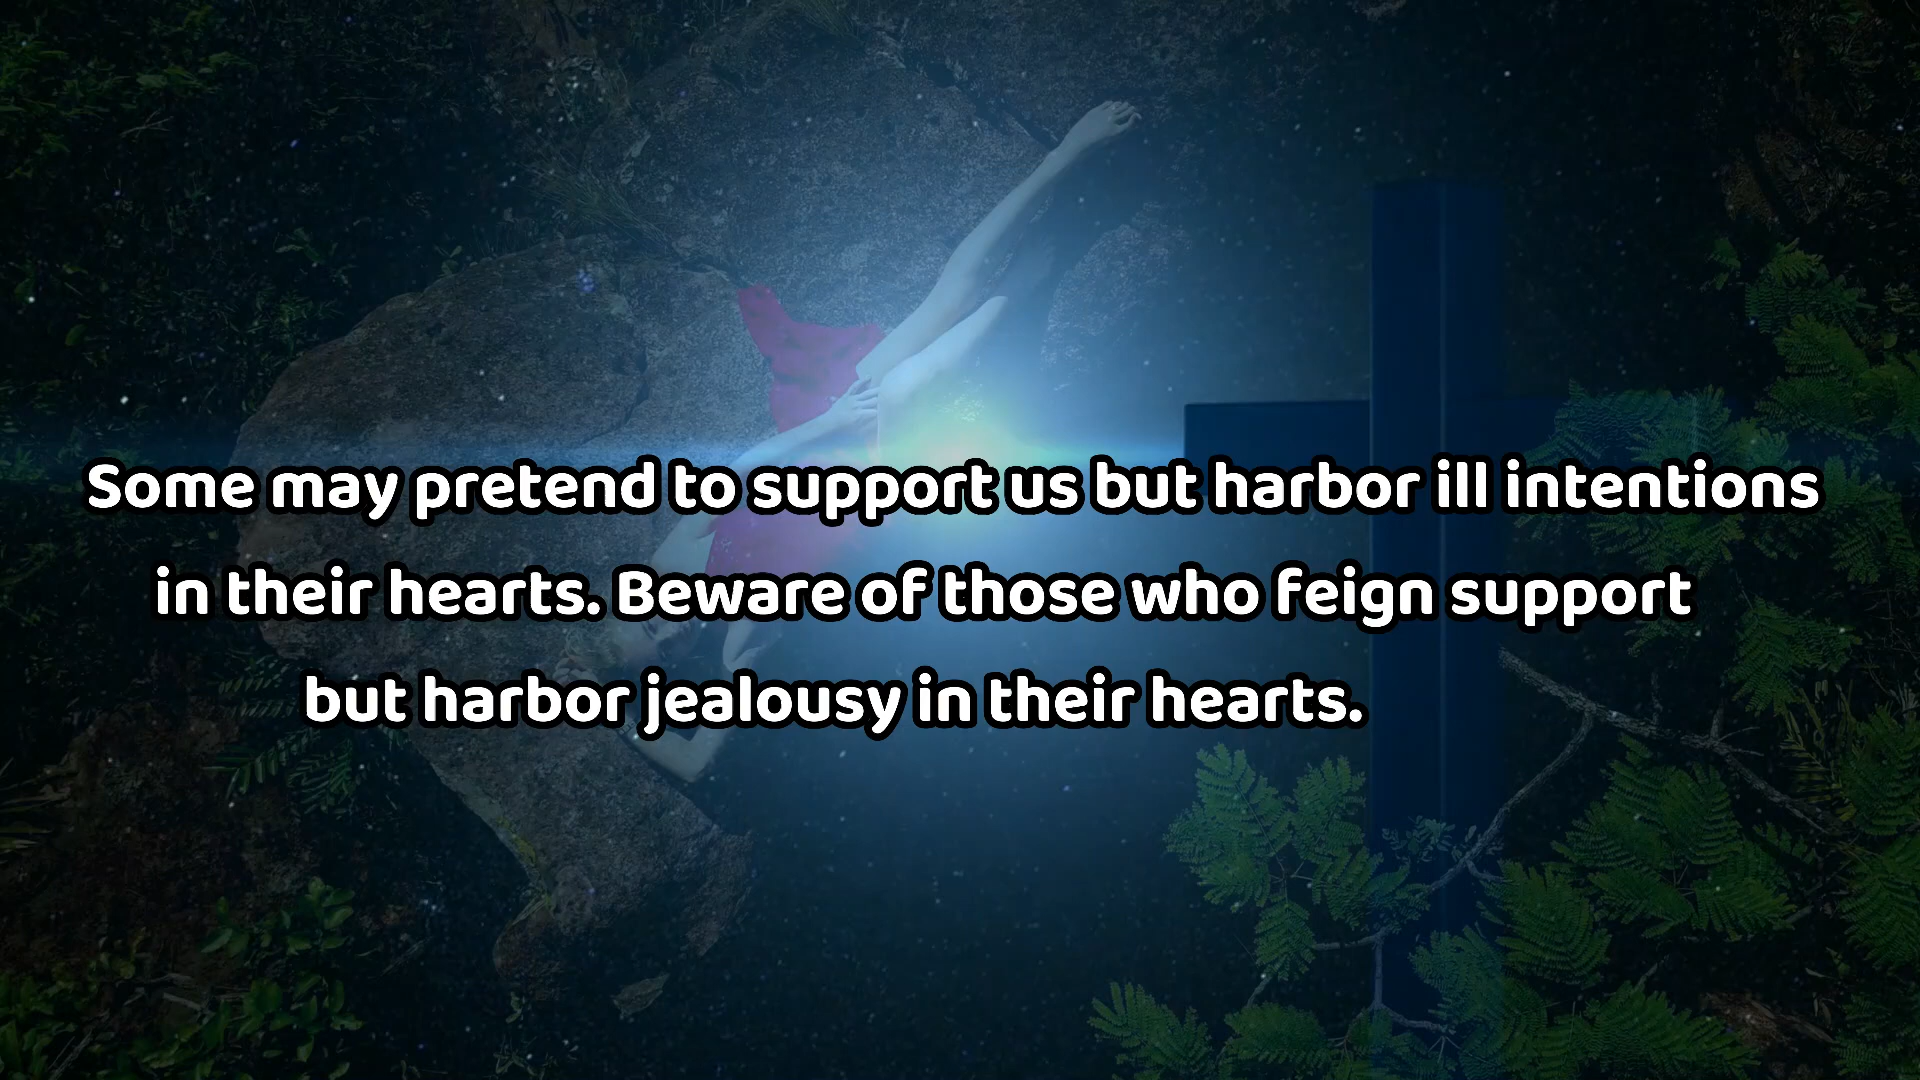 Some may pretend to support us but harbor ill intentions
in their hearts. Beware of those who feign support
but harbor jealousy in their hearts.